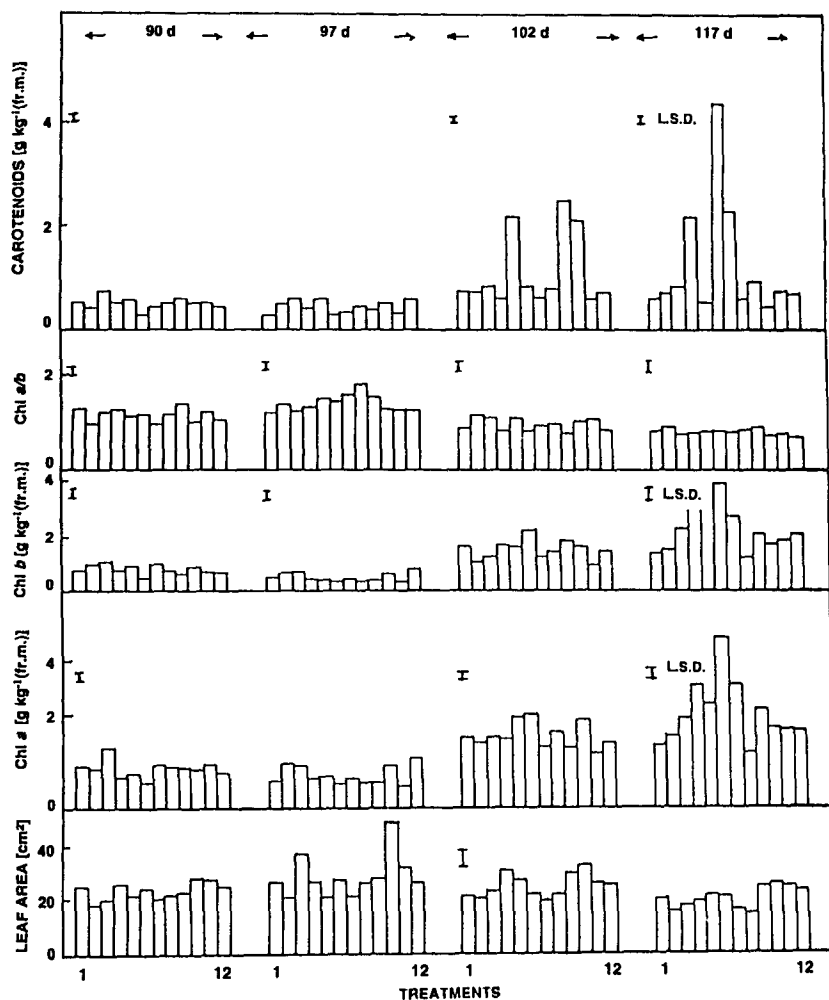 ← 90 d → ← 97 d → ← 102 d → ← 117 d →
CAROTENOIDS [g kg⁻¹(fr.m.)]
4
2
0
L.S.D.
Chl a/b
2
0
Chl b [g kg⁻¹(fr.m.)]
2
0
L.S.D.
Chl a [g kg⁻¹(fr.m.)]
4
2
0
L.S.D.
LEAF AREA [cm²]
40
20
0
1 12 1 12 1 12 1 12
TREATMENTS